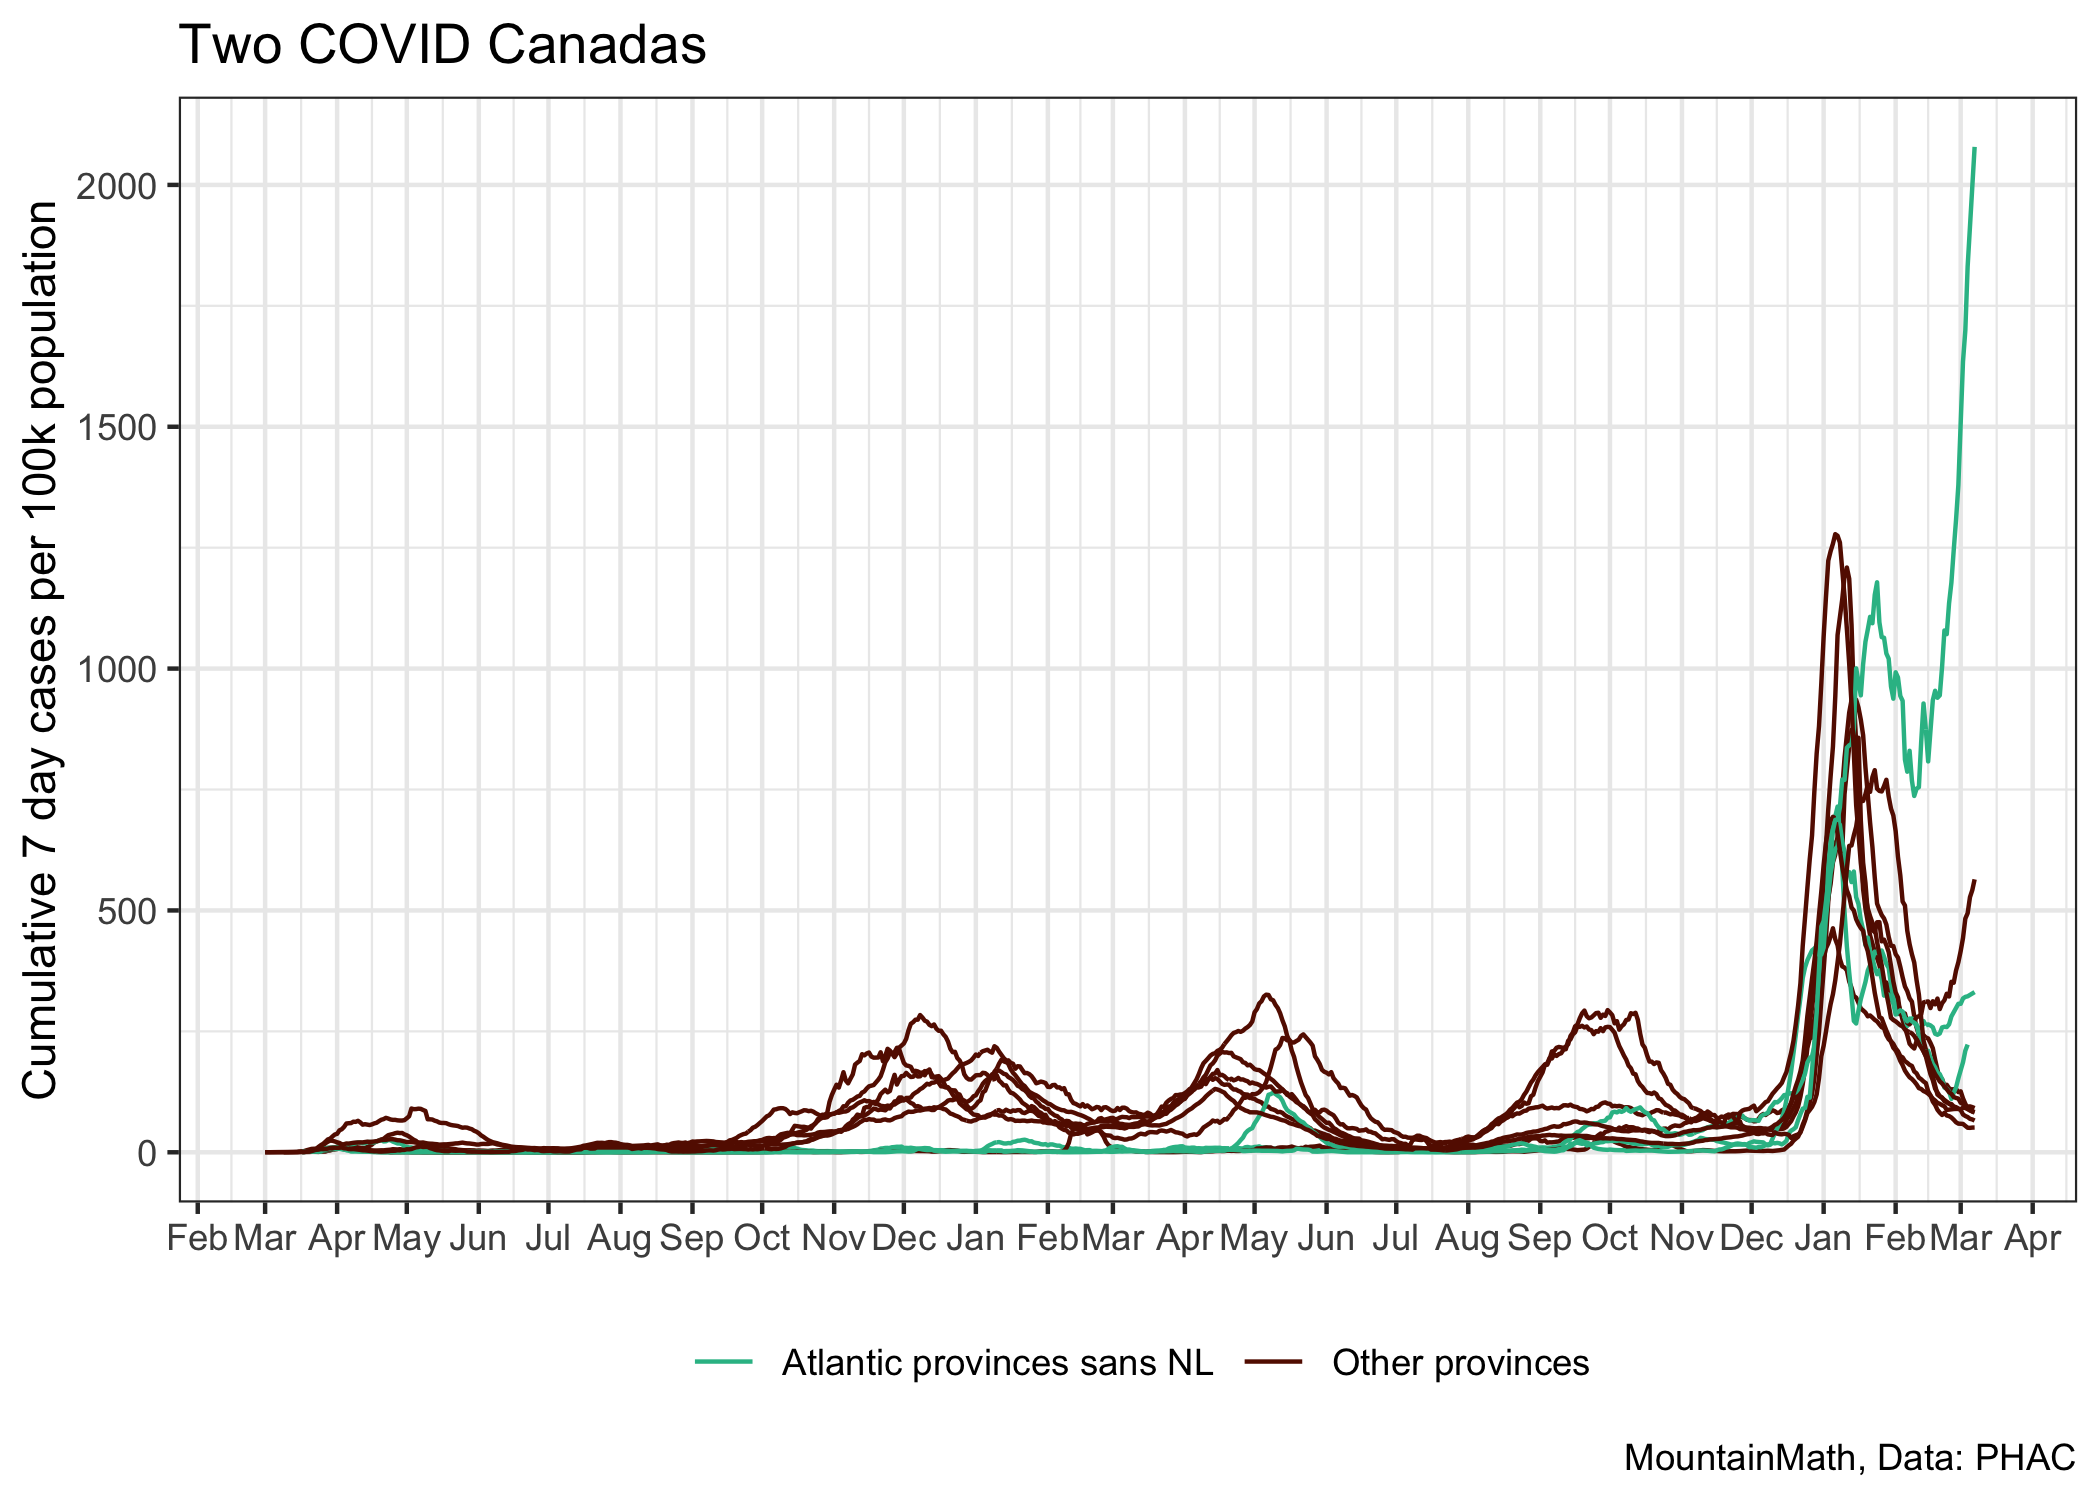 Two COVID Canadas
Cumulative 7 day cases per 100k population
2000
1500
1000
500
0
Feb Mar Apr May Jun Jul Aug Sep Oct Nov Dec Jan Feb Mar Apr May Jun Jul Aug Sep Oct Nov Dec Jan Feb Mar Apr
Atlantic provinces sans NL Other provinces
MountainMath, Data: PHAC